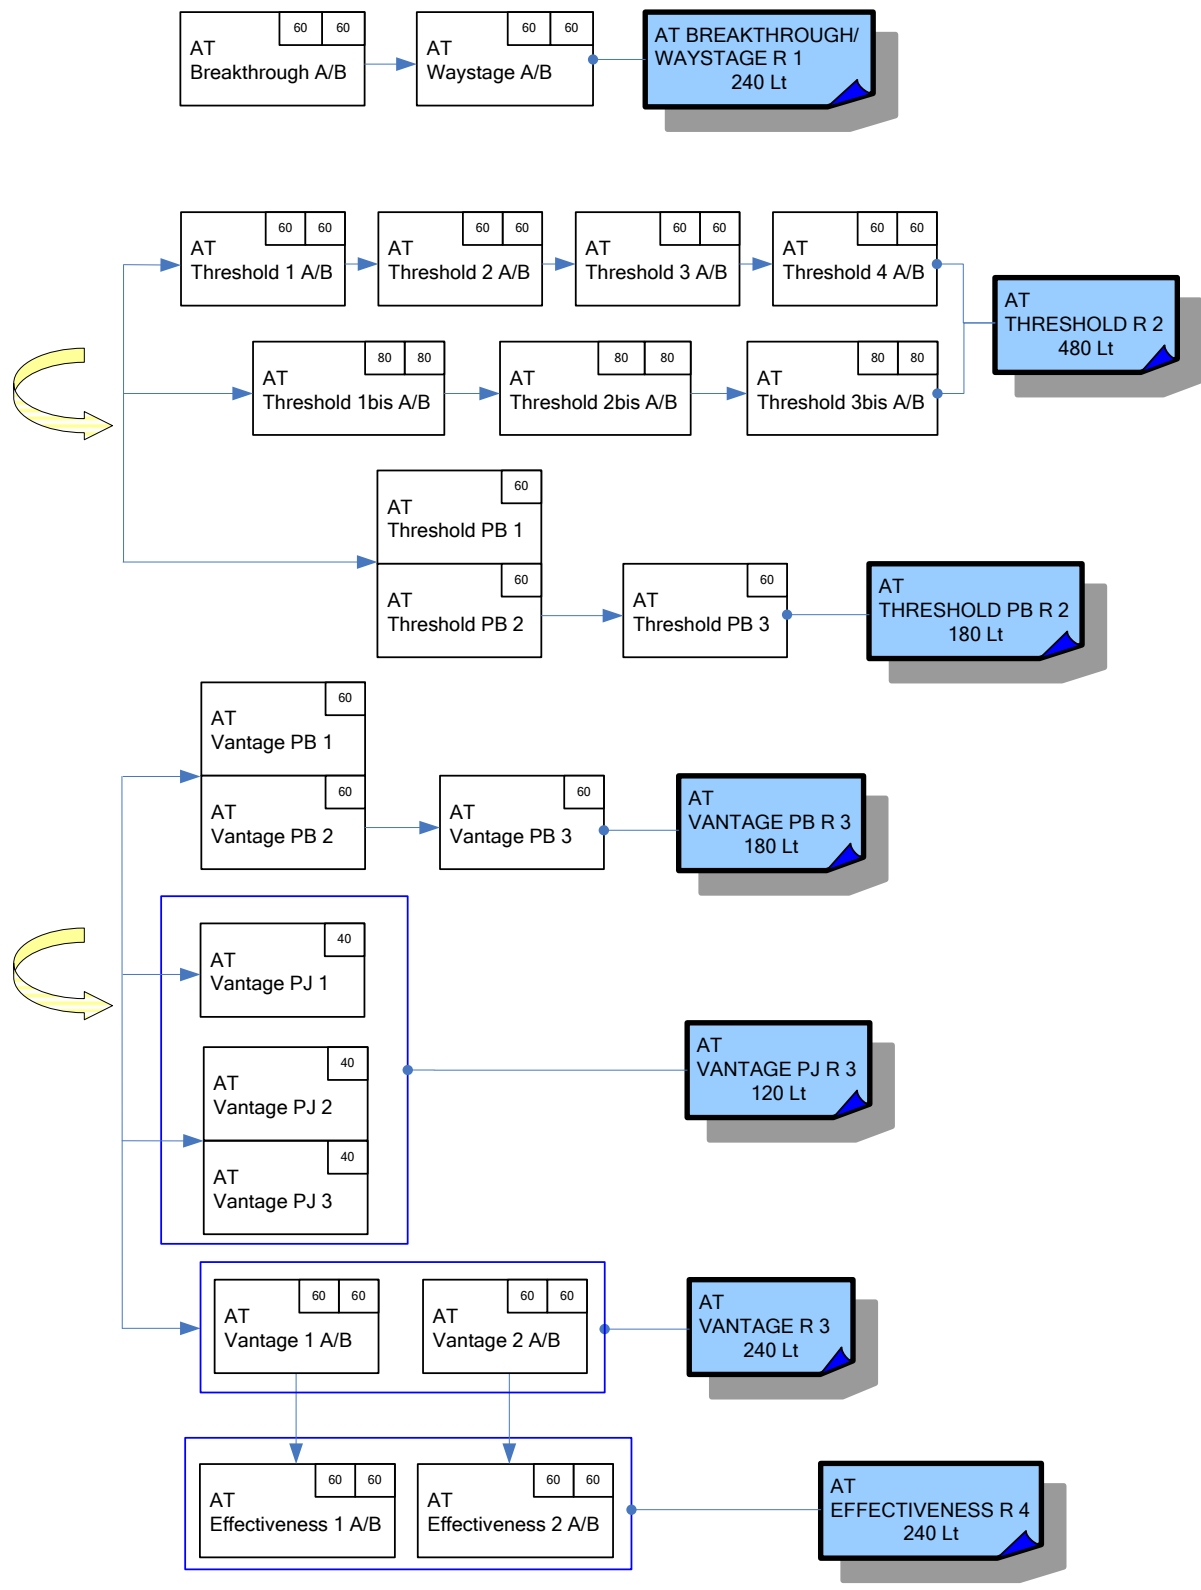 60 60
AT
Breakthrough A/B
60 60
AT
Waystage A/B
AT BREAKTHROUGH/
WAYSTAGE R 1
240 Lt
60 60
AT
Threshold 1 A/B
60 60
AT
Threshold 2 A/B
60 60
AT
Threshold 3 A/B
60 60
AT
Threshold 4 A/B
AT
THRESHOLD R 2
480 Lt
80 80
AT
Threshold 1bis A/B
80 80
AT
Threshold 2bis A/B
80 80
AT
Threshold 3bis A/B
60
AT
Threshold PB 1
60
AT
Threshold PB 2
60
AT
Threshold PB 3
AT
THRESHOLD PB R 2
180 Lt
60
AT
Vantage PB 1
60
AT
Vantage PB 2
60
AT
Vantage PB 3
AT
VANTAGE PB R 3
180 Lt
40
AT
Vantage PJ 1
40
AT
Vantage PJ 2
40
AT
Vantage PJ 3
AT
VANTAGE PJ R 3
120 Lt
60 60
AT
Vantage 1 A/B
60 60
AT
Vantage 2 A/B
AT
VANTAGE R 3
240 Lt
60 60
AT
Effectiveness 1 A/B
60 60
AT
Effectiveness 2 A/B
AT
EFFECTIVENESS R 4
240 Lt